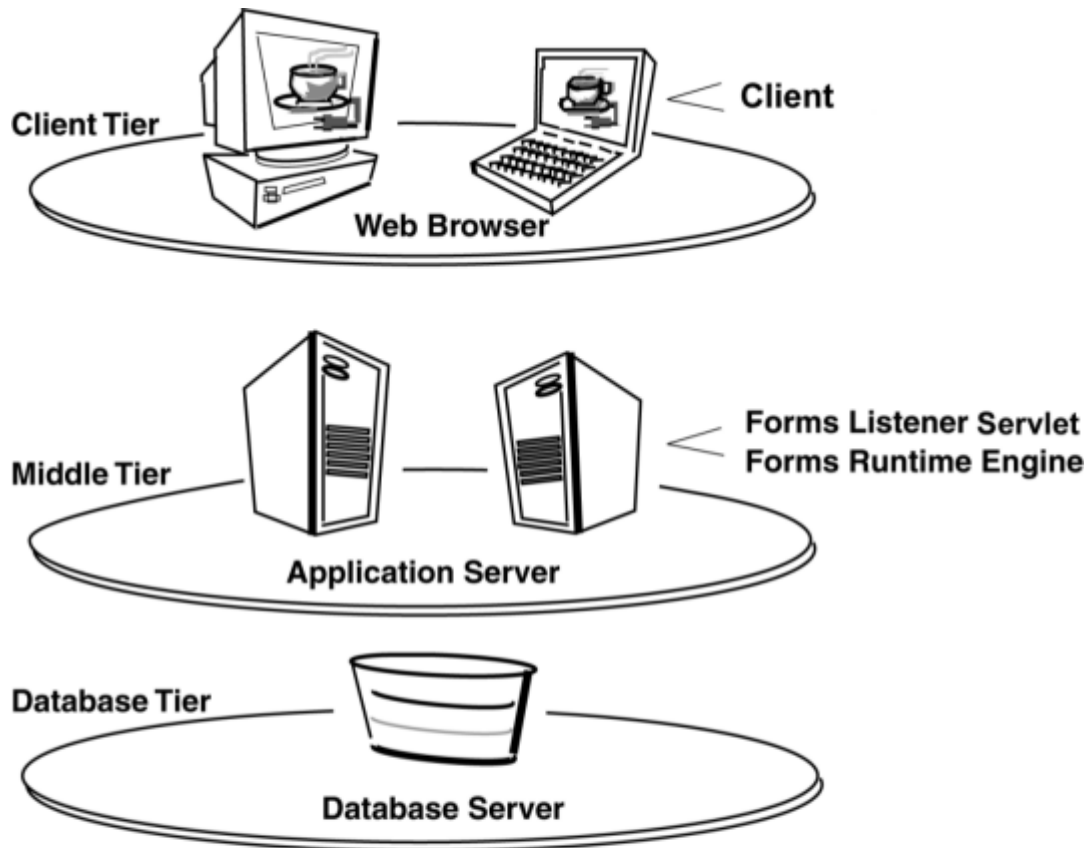 Client Tier
Client
Web Browser
Middle Tier
Forms Listener Servlet
Forms Runtime Engine
Application Server
Database Tier
Database Server